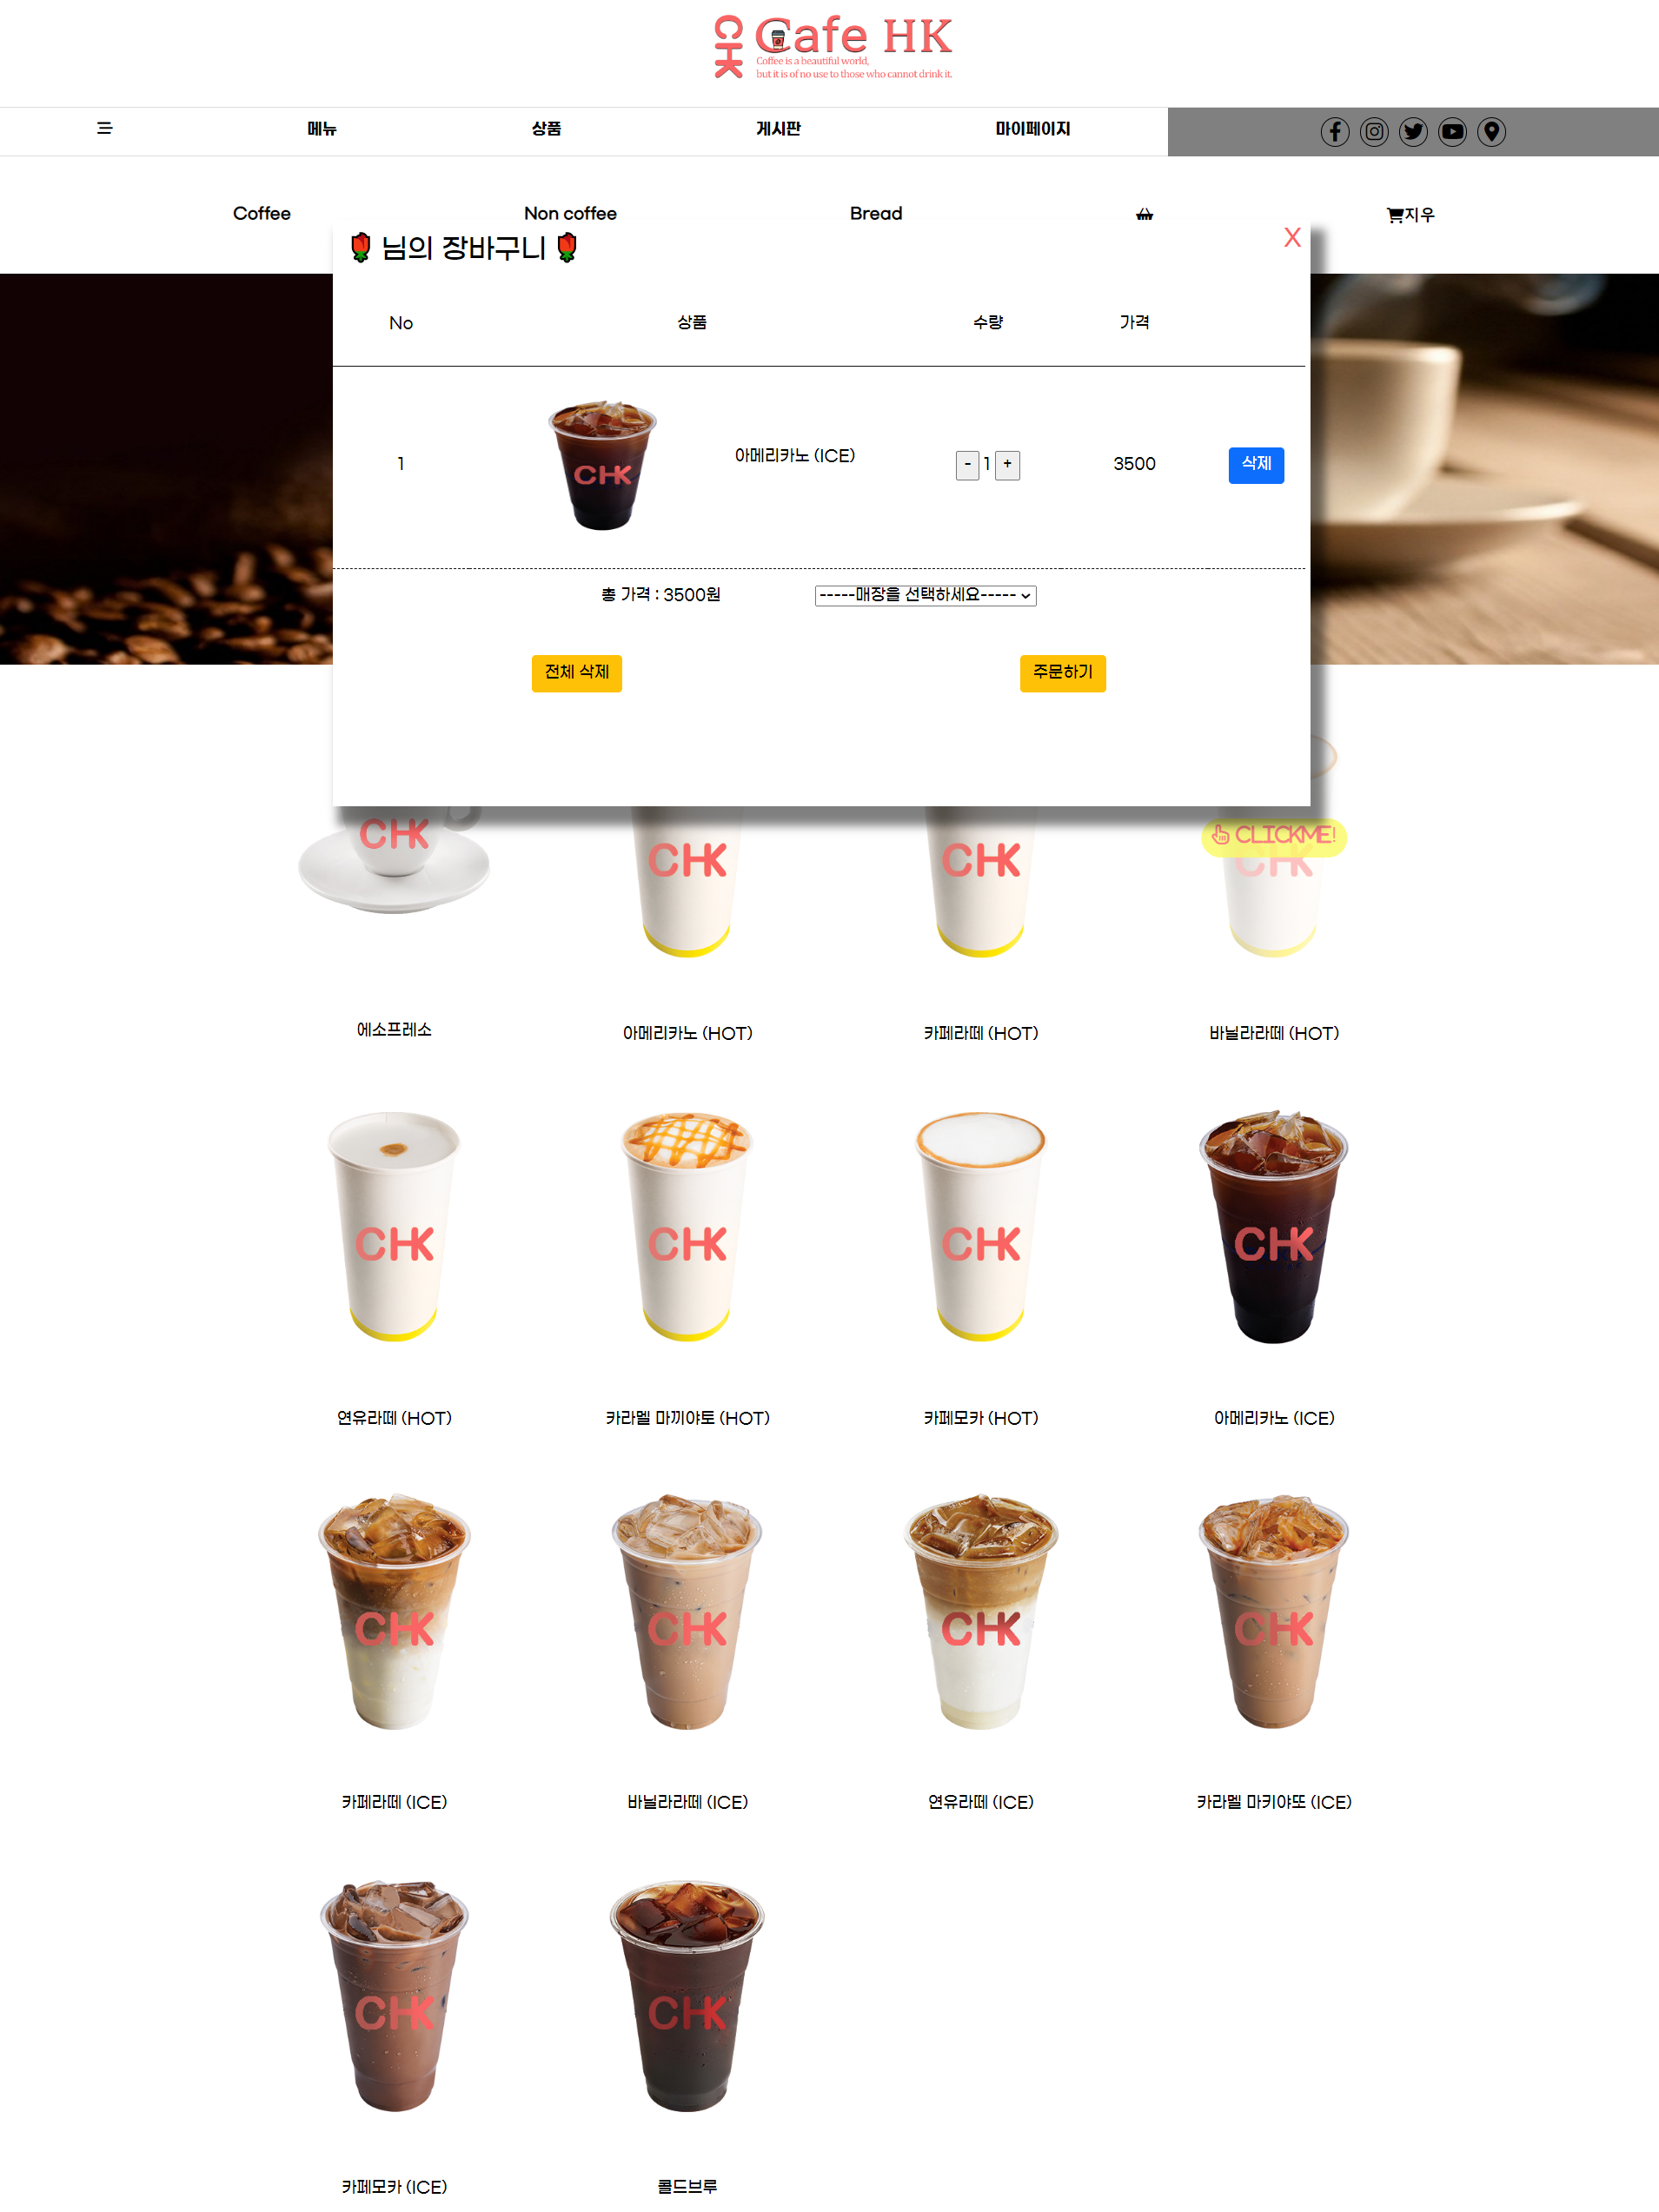 CHK
Cafe HK
Coffee is a beautiful world,
but it is of no use to those who cannot drink it.
메뉴 상품 게시판 마이페이지
Coffee Non coffee Bread 지우
님의 장바구니 X
No 상품 수량 가격
1 CHK 아메리카노 (ICE) - 1 + 3500 삭제
총 가격 : 3500원 -----매장을 선택하세요-----
전체 삭제 주문하기
CLICKME!
CHK CHK CHK CHK
에소프레소 아메리카노 (HOT) 카페라떼 (HOT) 바닐라라떼 (HOT)
CHK CHK CHK CHK
연유라떼 (HOT) 카라멜 마끼야토 (HOT) 카페모카 (HOT) 아메리카노 (ICE)
CHK CHK CHK CHK
카페라떼 (ICE) 바닐라라떼 (ICE) 연유라떼 (ICE) 카라멜 마키야또 (ICE)
CHK CHK
카페모카 (ICE) 콜드브루